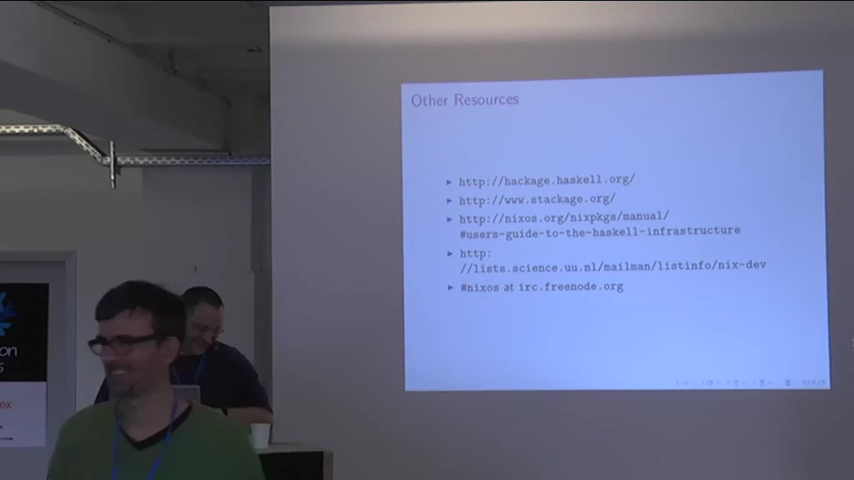 Other Resources
▶ http://hackage.haskell.org/
▶ http://www.stackage.org/
▶ http://nixos.org/nixpkgs/manual/
#users-guide-to-the-haskell-infrastructure
▶ http:
//lists.science.uu.nl/mailman/listinfo/nix-dev
▶ #nixos at irc.freenode.org